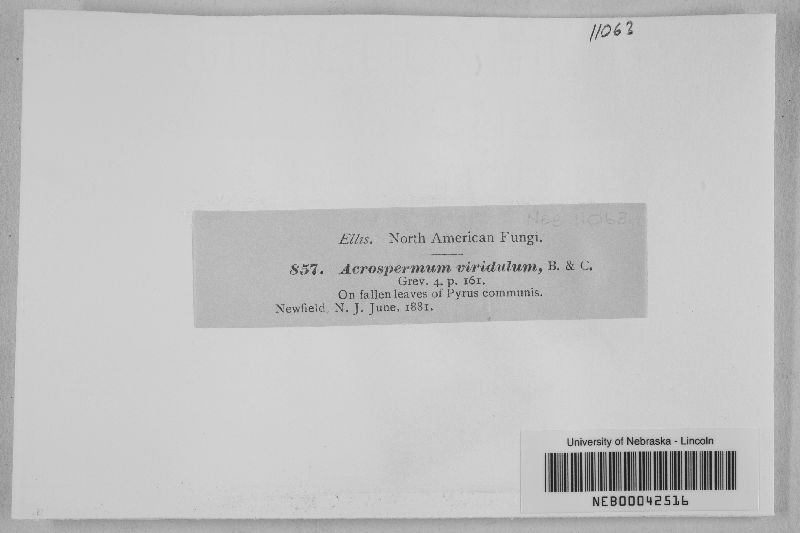 11063
Neb 11063
Ellis. North American Fungi.
857. Acrospermum viridulum, B. & C.
Grev. 4. p. 161.
On fallen leaves of Pyrus communis.
Newfield, N. J. June, 1881.
University of Nebraska - Lincoln
NEB00042516